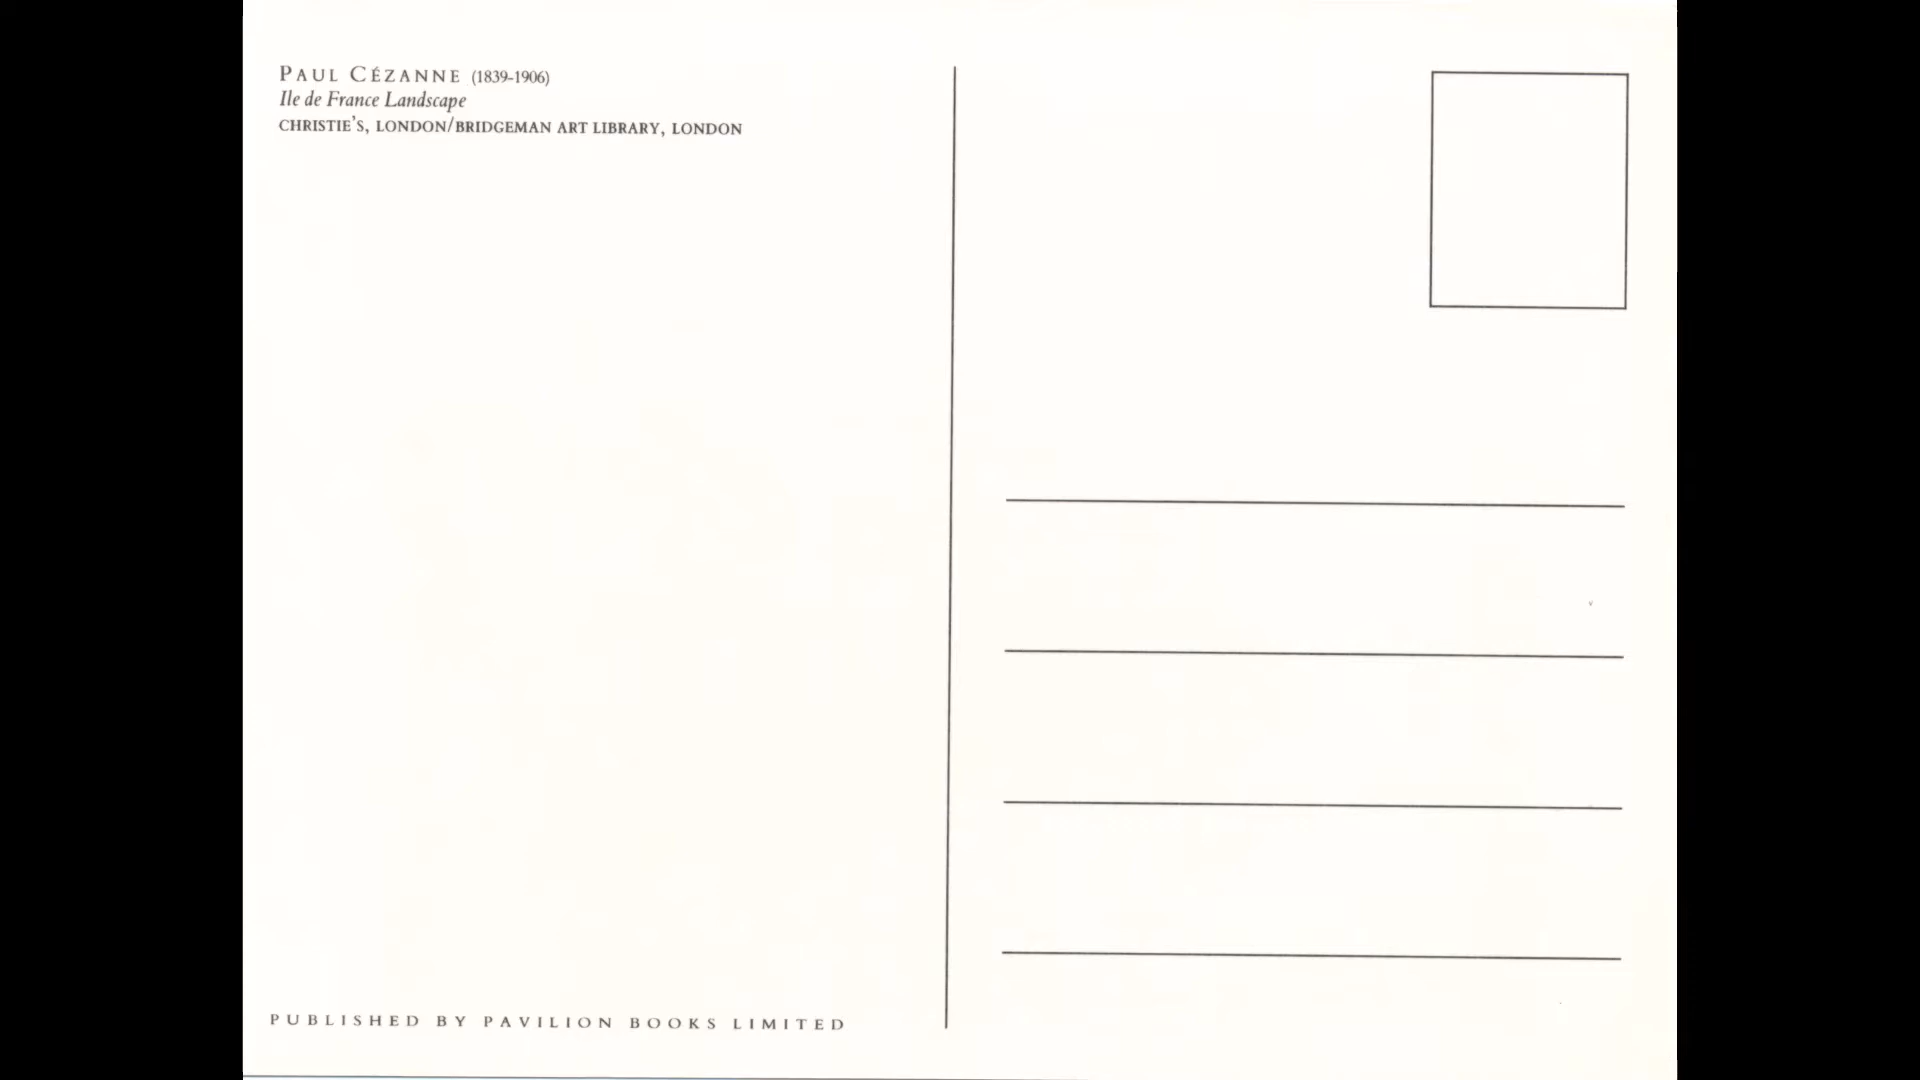 PAUL CÉZANNE (1839-1906)
Ile de France Landscape
CHRISTIE'S, LONDON/BRIDGEMAN ART LIBRARY, LONDON
PUBLISHED BY PAVILION BOOKS LIMITED